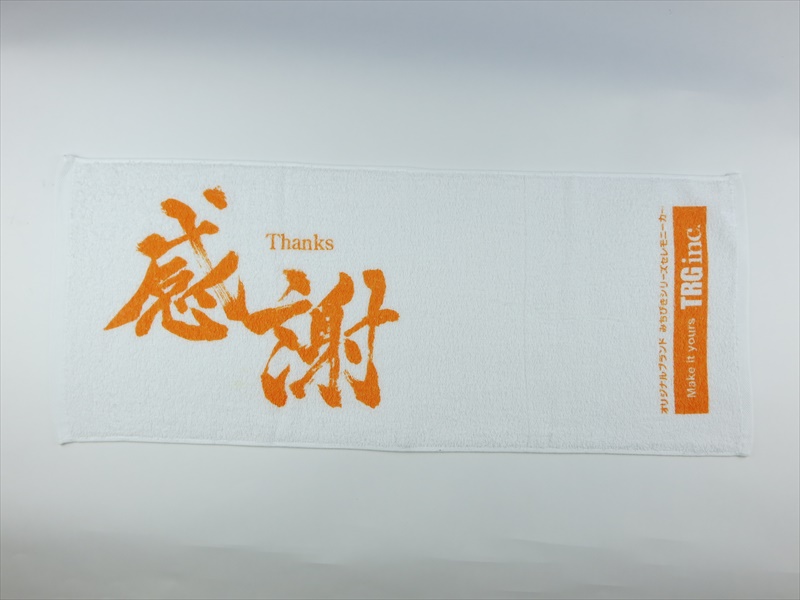 感謝
Thanks
オリジナルブランド みちびきシリーズセレモニーカー
Make it yours TRG inc.